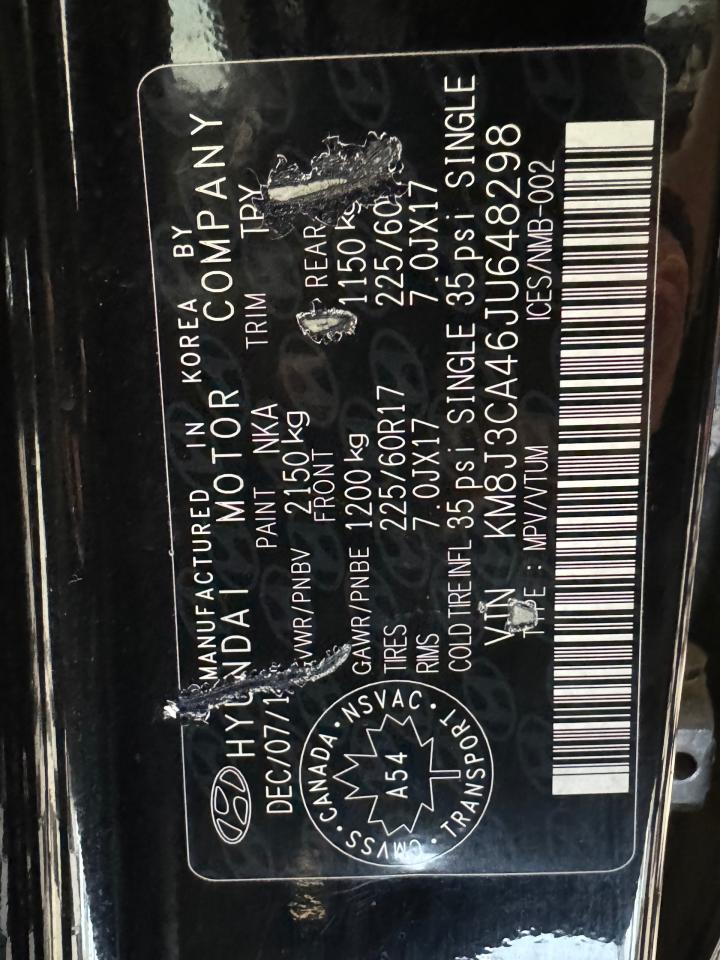 MANUFACTURED IN KOREA BY
HYUNDAI MOTOR COMPANY
DEC/07/1 PAINT NKA TRIM TPY
GVWR/PNBV 2150 kg
FRONT REAR
GAWR/PNBE 1200 kg 1150 kg
TIRES 225/60R17 225/60
RIMS 7.0JX17 7.0JX17
COLD TIRE INFL 35 psi SINGLE 35 psi SINGLE
VIN KM8J3CA46JU648298
TYPE : MPV/VTUM ICES/NMB-002
CMVSS · CANADA · NSVAC · TRANSPORT ·
A54